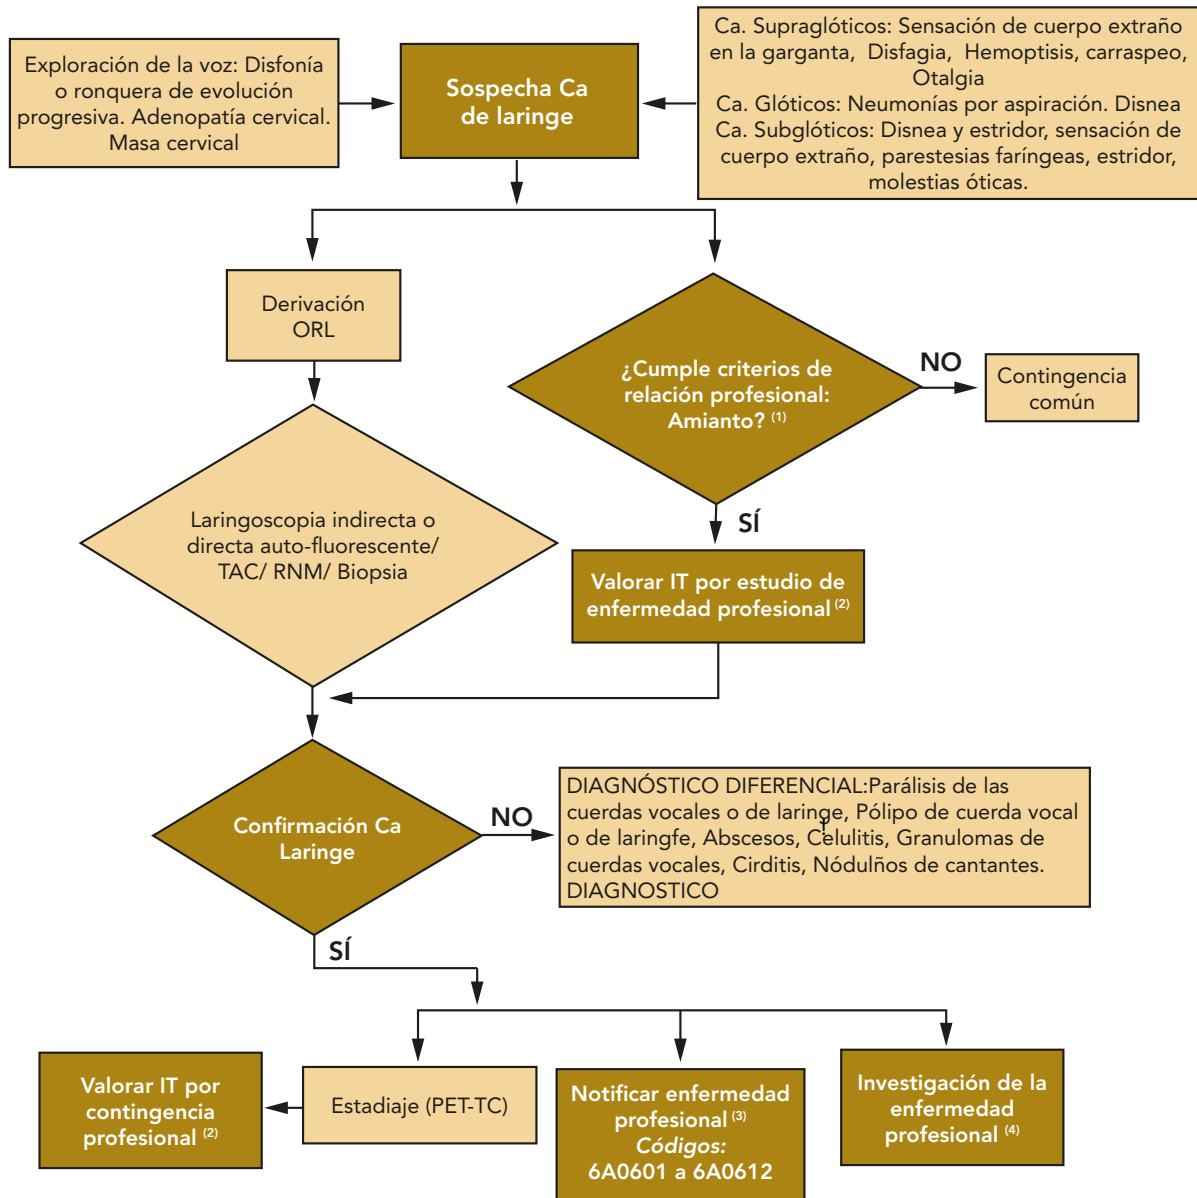 Exploración de la voz: Disfonía
o ronquera de evolución
progresiva. Adenopatía cervical.
Masa cervical
Sospecha Ca
de laringe
Ca. Supraglóticos: Sensación de cuerpo extraño
en la garganta, Disfagia, Hemoptisis, carraspeo,
Otalgia
Ca. Glóticos: Neumonías por aspiración. Disnea
Ca. Subglóticos: Disnea y estridor, sensación de
cuerpo extraño, parestesias faríngeas, estridor,
molestias óticas.
Derivación
ORL
¿Cumple criterios de
relación profesional:
Amianto? (1)
NO
Contingencia
común
Laringoscopia indirecta o
directa auto-fluorescente/
TAC/ RNM/ Biopsia
SÍ
Valorar IT por estudio de
enfermedad profesional (2)
Confirmación Ca
Laringe
NO
DIAGNÓSTICO DIFERENCIAL:Parálisis de las
cuerdas vocales o de laringe, Pólipo de cuerda vocal
o de laringfe, Abscesos, Celulitis, Granulomas de
cuerdas vocales, Cirditis, Nódulños de cantantes.
DIAGNOSTICO
SÍ
Valorar IT por
contingencia
profesional (2)
Estadiaje (PET-TC)
Notificar enfermedad
profesional (3)
Códigos:
6A0601 a 6A0612
Investigación de la
enfermedad
profesional (4)